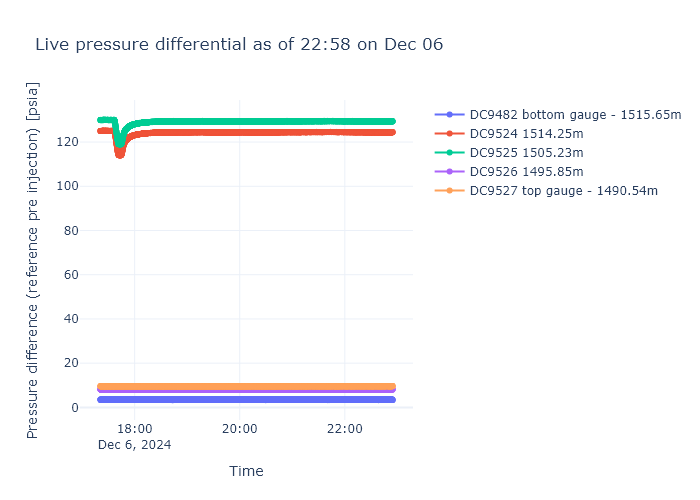 Live pressure differential as of 22:58 on Dec 06
Pressure difference (reference pre injection) [psia]
120
100
80
60
40
20
0
18:00
Dec 6, 2024
20:00
22:00
Time
DC9482 bottom gauge - 1515.65m
DC9524 1514.25m
DC9525 1505.23m
DC9526 1495.85m
DC9527 top gauge - 1490.54m